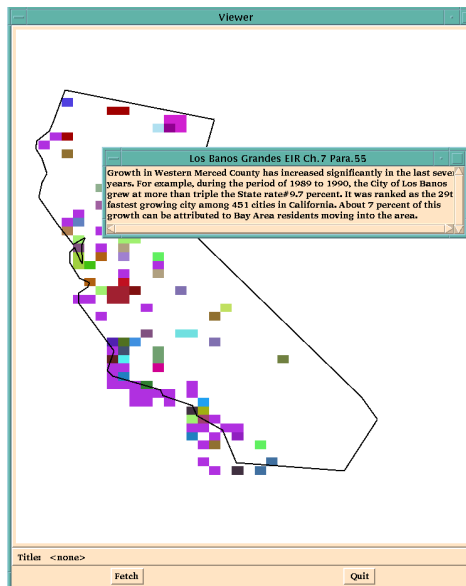 Viewer
Los Banos Grandes EIR Ch.7 Para.55
Growth in Western Merced County has increased significantly in the last seve
years. For example, during the period of 1989 to 1990, the City of Los Banos
grew at more than triple the State rate#9.7 percent. It was ranked as the 29t
fastest growing city among 451 cities in California. About 7 percent of this
growth can be attributed to Bay Area residents moving into the area.
Title: <none>
Fetch Quit